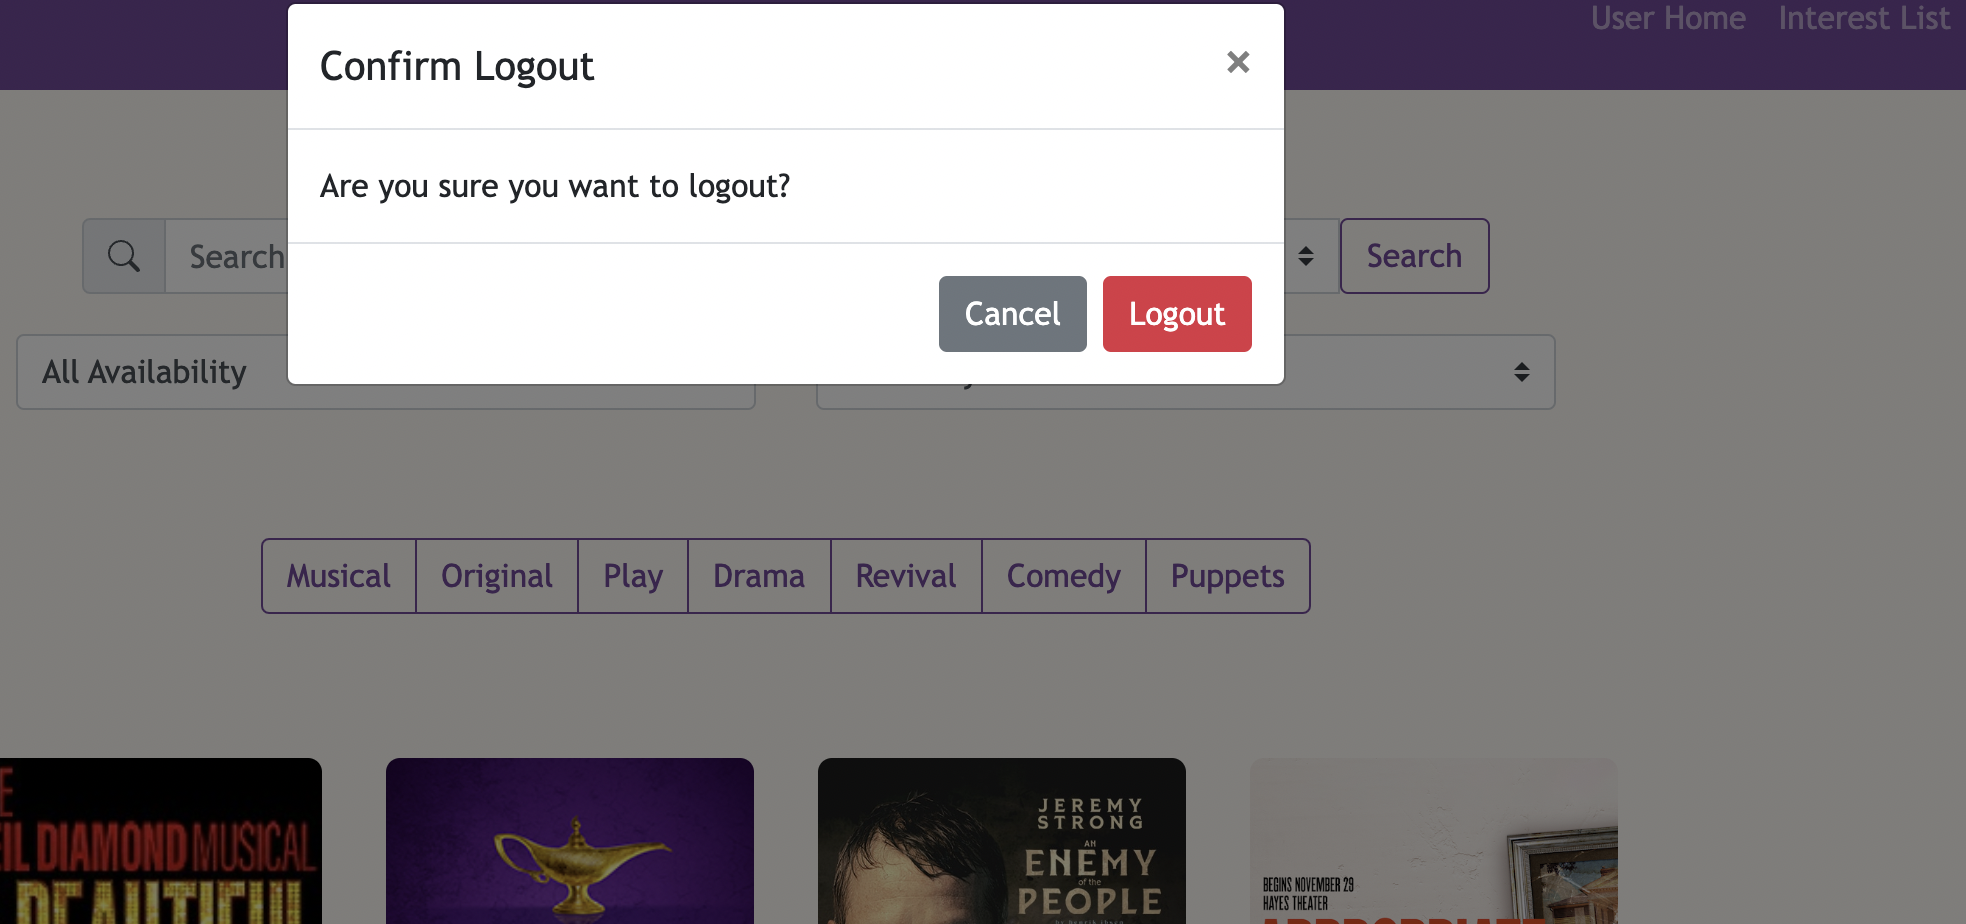 User Home Interest List
Confirm Logout ×
Are you sure you want to logout?
Cancel Logout
Search Search
All Availability
Musical Original Play Drama Revival Comedy Puppets
DIAMOND MUSICAL
JEREMY
STRONG
AN
ENEMY
of the
PEOPLE
BEGINS NOVEMBER 29
HAYES THEATER